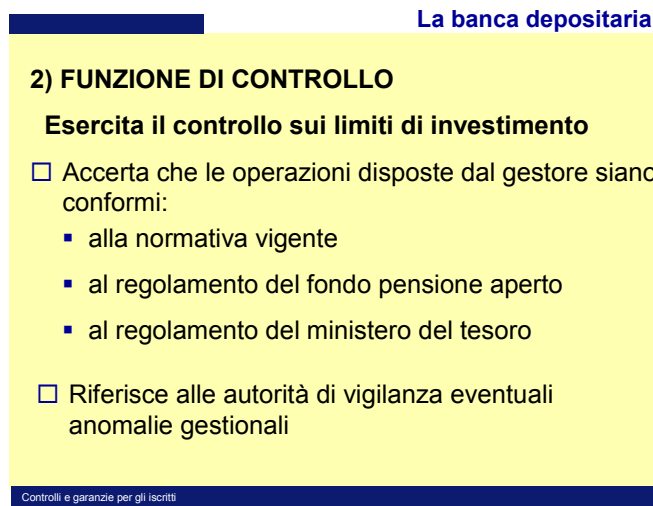 La banca depositaria
2) FUNZIONE DI CONTROLLO
Esercita il controllo sui limiti di investimento
Accerta che le operazioni disposte dal gestore siano
conformi:
alla normativa vigente
al regolamento del fondo pensione aperto
al regolamento del ministero del tesoro
Riferisce alle autorità di vigilanza eventuali
anomalie gestionali
Controlli e garanzie per gli iscritti